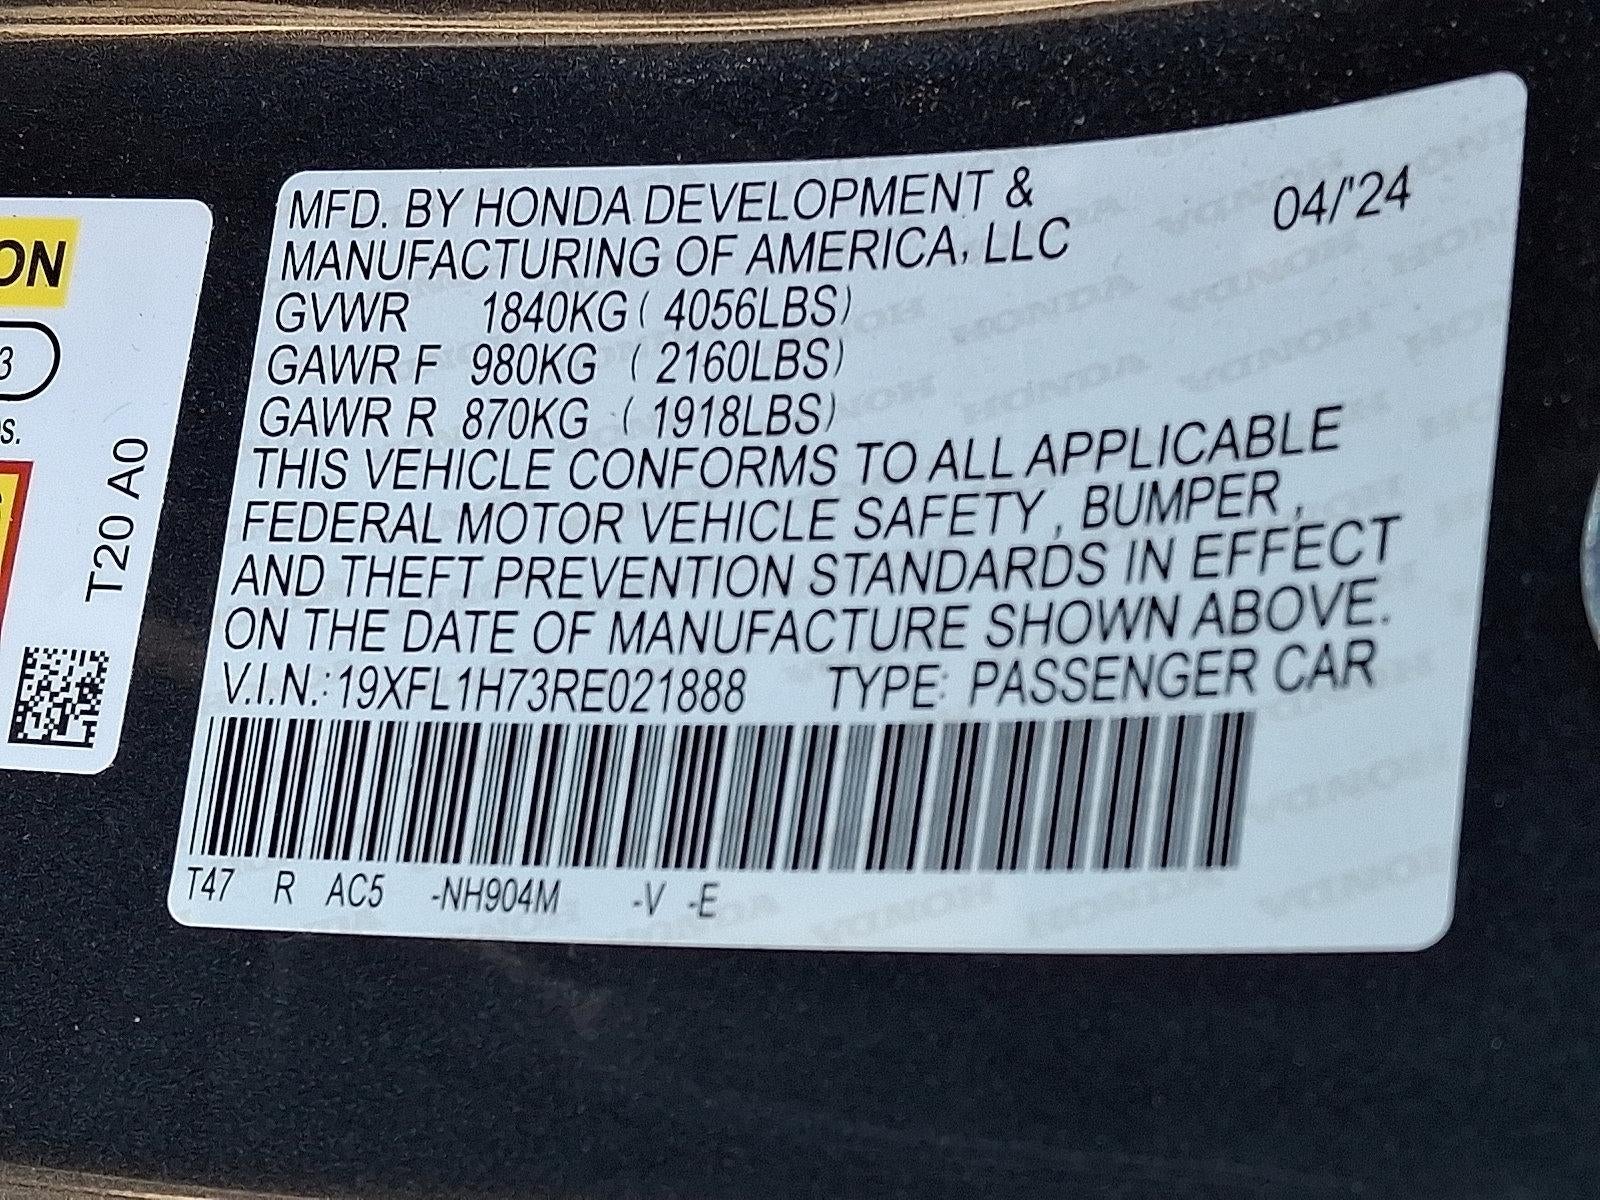 ON
3
S.
T20 A0
MFD. BY HONDA DEVELOPMENT & 04/'24
MANUFACTURING OF AMERICA, LLC
GVWR 1840KG ( 4056LBS)
GAWR F 980KG ( 2160LBS)
GAWR R 870KG ( 1918LBS)
THIS VEHICLE CONFORMS TO ALL APPLICABLE
FEDERAL MOTOR VEHICLE SAFETY , BUMPER ,
AND THEFT PREVENTION STANDARDS IN EFFECT
ON THE DATE OF MANUFACTURE SHOWN ABOVE.
V.I.N.: 19XFL1H73RE021888 TYPE: PASSENGER CAR
T47 R AC5 -NH904M -V -E